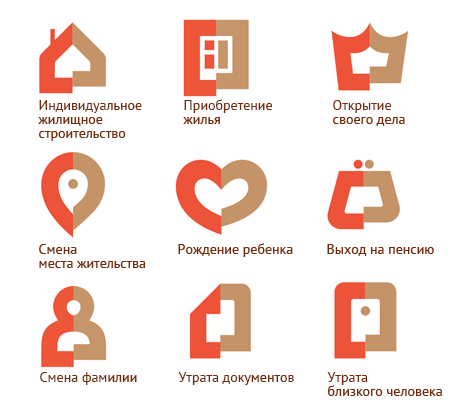 Индивидуальное
жилищное
строительство
Приобретение
жилья
Открытие
своего дела
Смена
места жительства
Рождение ребенка
Выход на пенсию
Смена фамилии
Утрата документов
Утрата
близкого человека